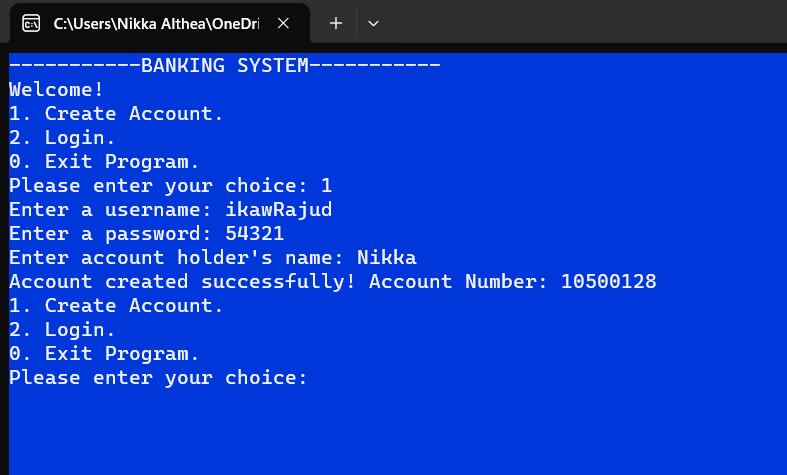 C:\Users\Nikka Althea\OneDri
-----------BANKING SYSTEM-----------
Welcome!
1. Create Account.
2. Login.
0. Exit Program.
Please enter your choice: 1
Enter a username: ikawRajud
Enter a password: 54321
Enter account holder's name: Nikka
Account created successfully! Account Number: 10500128
1. Create Account.
2. Login.
0. Exit Program.
Please enter your choice: